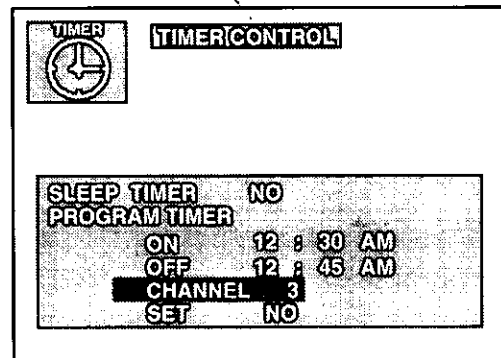 TIMER
TIMER CONTROL
SLEEP TIMER NO
PROGRAM TIMER
ON 12 : 30 AM
OFF 12 : 45 AM
CHANNEL 3
SET NO